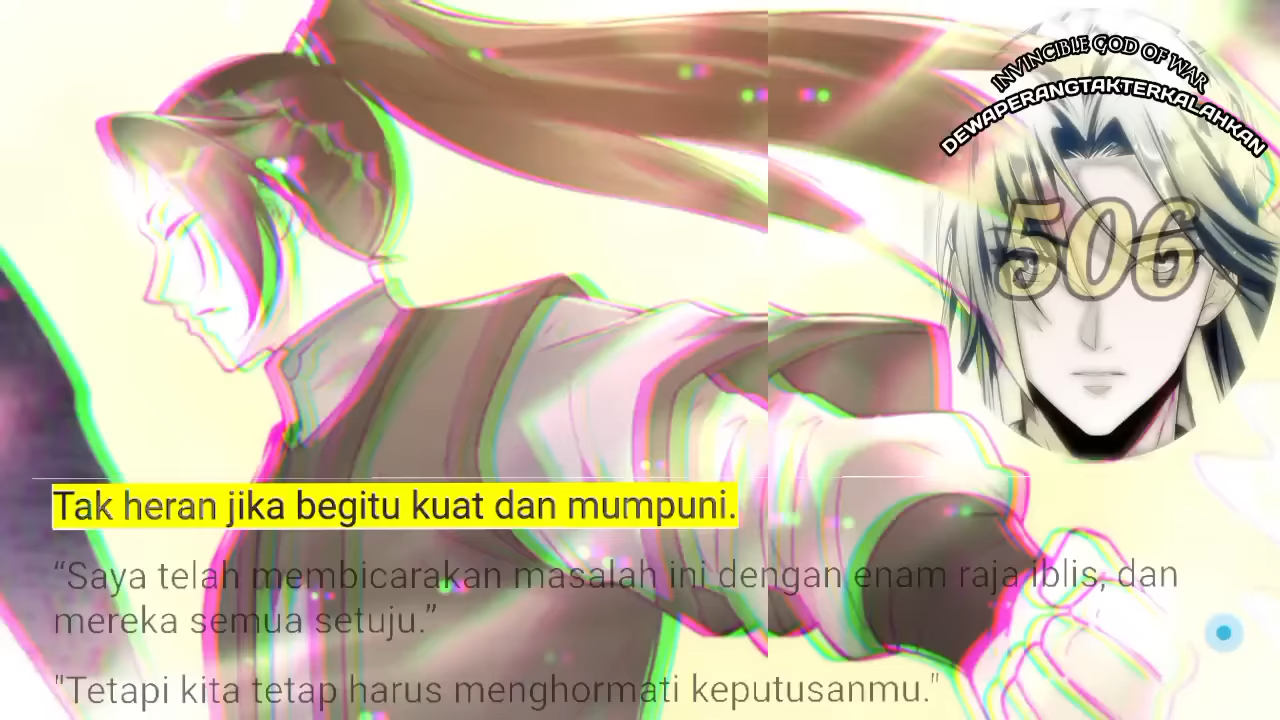 INVINCIBLE GOD OF WAR
DEWAPERANGTAKTERKALAHKAN
506
Tak heran jika begitu kuat dan mumpuni.
“Saya telah membicarakan masalah ini dengan enam raja iblis, dan
mereka semua setuju.”
"Tetapi kita tetap harus menghormati keputusanmu."